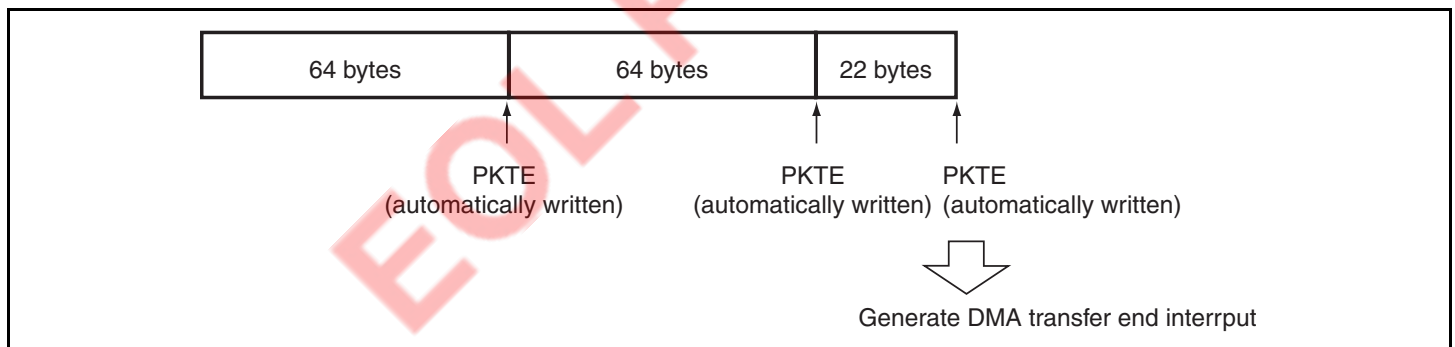 64 bytes
64 bytes
22 bytes
PKTE
(automatically written)
PKTE
(automatically written)
PKTE
(automatically written)
Generate DMA transfer end interrput
EOL